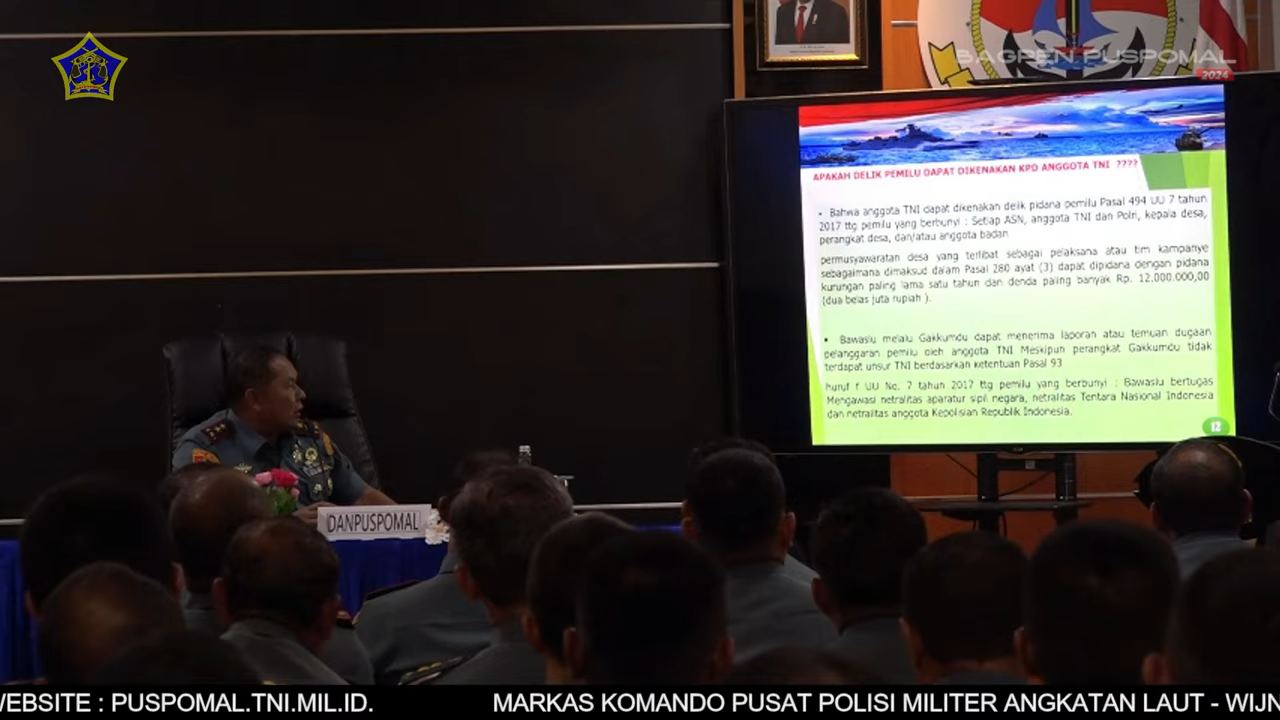 BAGPEN PUSPOMAL
2024
APAKAH DELIK PEMILU DAPAT DIKENAKAN KPD ANGGOTA TNI ????
• Bahwa anggota TNI dapat dikenakan delik pidana pemilu Pasal 494 UU 7 tahun
2017 ttg pemilu yang berbunyi : Setiap ASN, anggota TNI dan Polri, kepala desa,
perangkat desa, dan/atau anggota badan
permusyawaratan desa yang terlibat sebagai pelaksana atau tim kampanye
sebagaimana dimaksud dalam Pasal 280 ayat (3) dapat dipidana dengan pidana
kurungan paling lama satu tahun dan denda paling banyak Rp. 12.000.000,00
(dua belas juta rupiah ).
• Bawaslu melalu Gakkumdu dapat menerima laporan atau temuan dugaan
pelanggaran pemilu oleh anggota TNI Meskipun perangkat Gakkumdu tidak
terdapat unsur TNI berdasarkan ketentuan Pasal 93
huruf f UU No. 7 tahun 2017 ttg pemilu yang berbunyi : Bawaslu bertugas
Mengawasi netralitas aparatur sipil negara, netralitas Tentara Nasional Indonesia
dan netralitas anggota Kepolisian Republik Indonesia.
12
DANPUSPOMAL
WEBSITE : PUSPOMAL.TNI.MIL.ID. MARKAS KOMANDO PUSAT POLISI MILITER ANGKATAN LAUT - WIJN